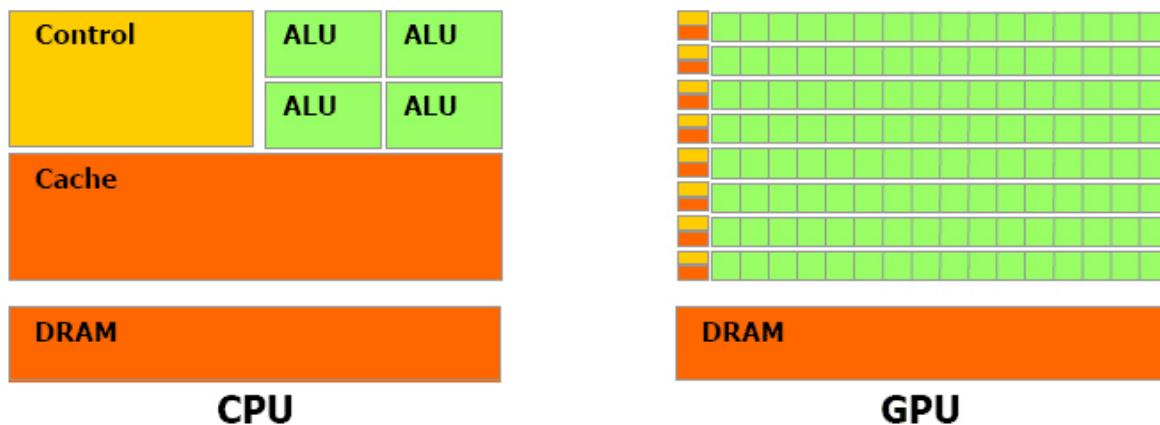 Control
ALU ALU
ALU ALU
Cache
DRAM
CPU
DRAM
GPU